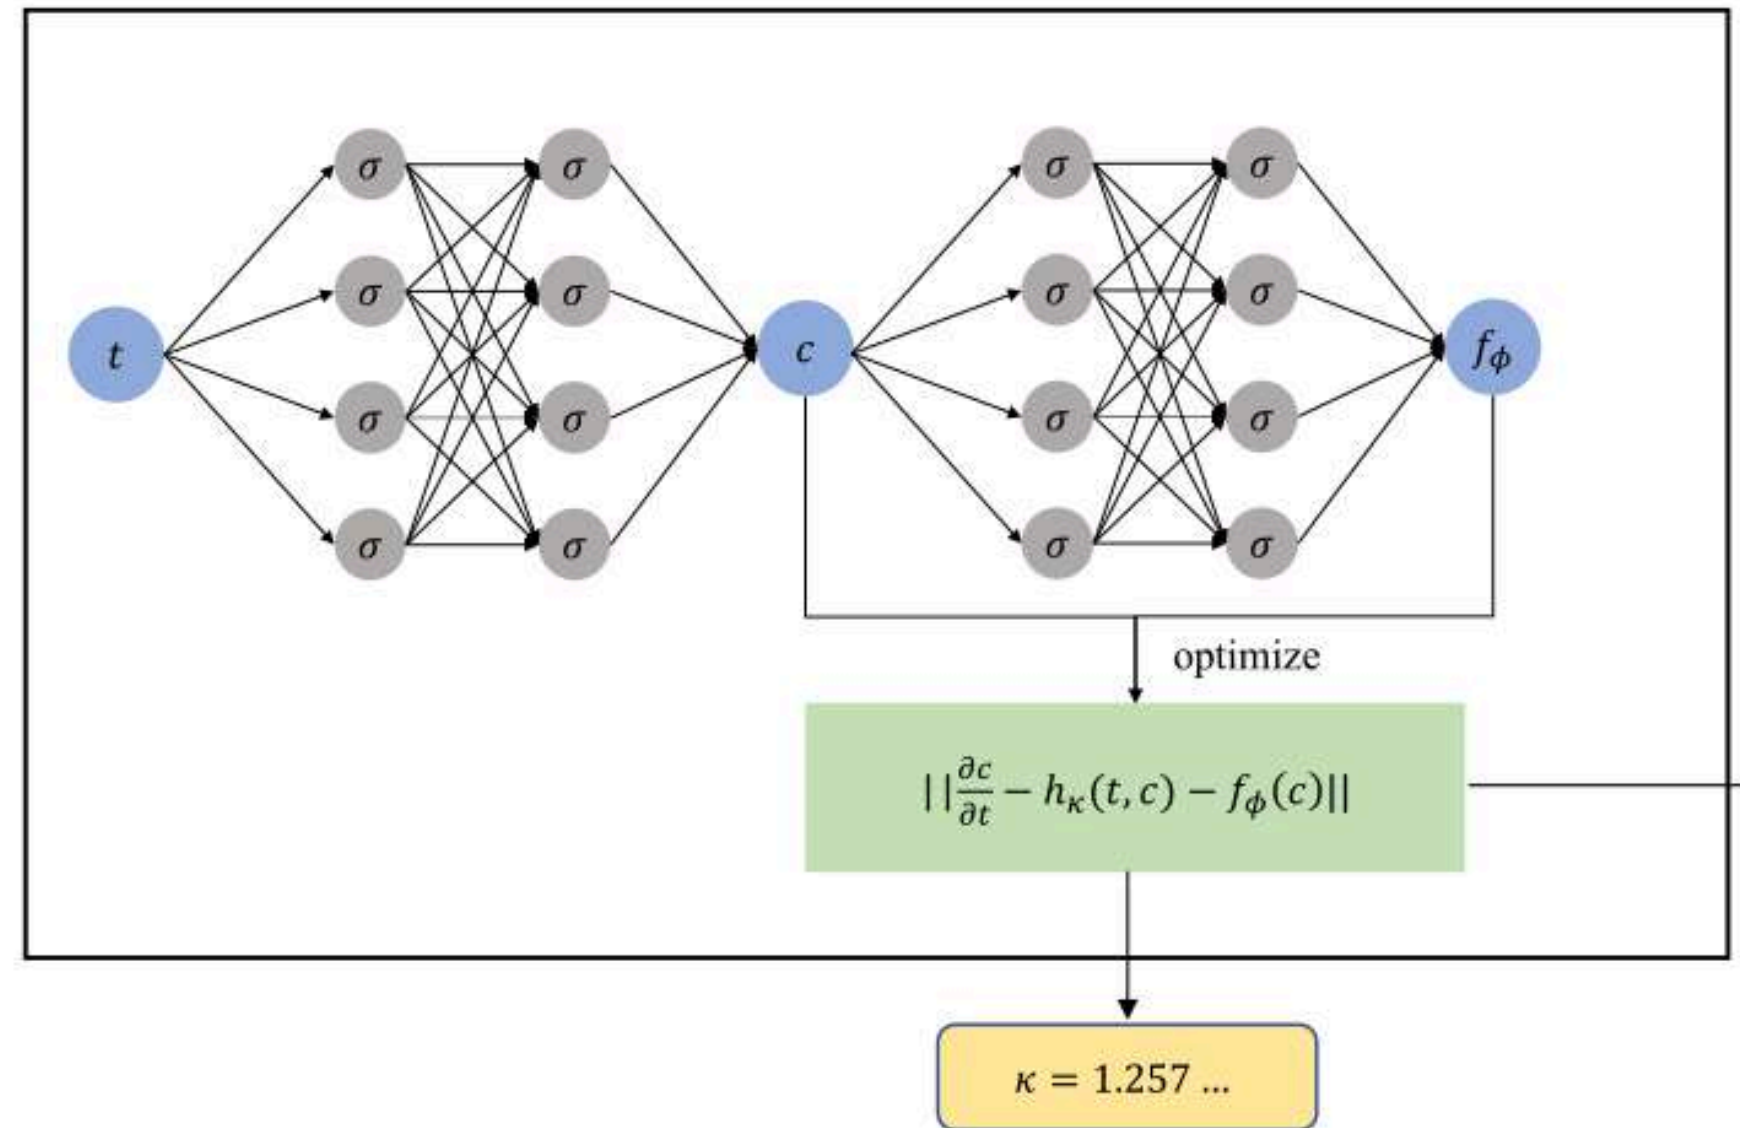 σ σ σ σ
σ σ σ σ
t c f_ϕ
σ σ σ σ
σ σ σ σ
optimize
||∂c/∂t − h_κ(t, c) − f_ϕ(c)||
κ = 1.257 ...